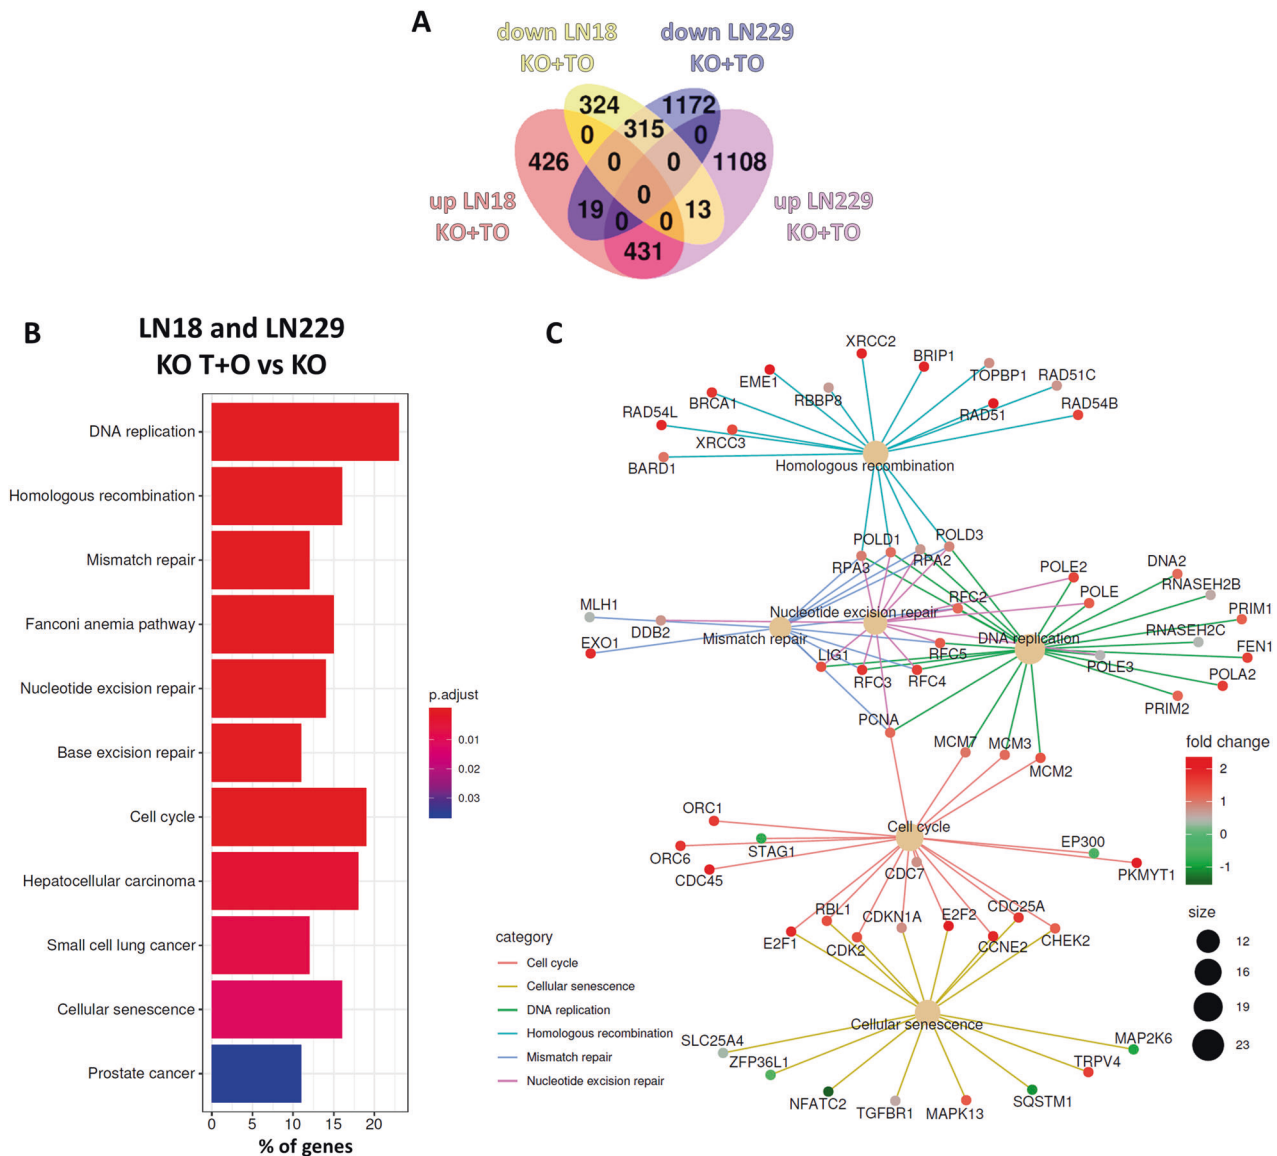 A
down LN18
KO+TO
down LN229
KO+TO
324
1172
0
315
0
426
0
0
1108
0
up LN18
KO+TO
19
0
0
13
up LN229
KO+TO
431
B
LN18 and LN229
KO T+O vs KO
DNA replication
Homologous recombination
Mismatch repair
Fanconi anemia pathway
Nucleotide excision repair
Base excision repair
Cell cycle
Hepatocellular carcinoma
Small cell lung cancer
Cellular senescence
Prostate cancer
0 5 10 15 20
% of genes
p.adjust
0.01
0.02
0.03
C
XRCC2
BRIP1
EME1
TOPBP1
RAD51C
BRCA1
RBBP8
RAD54L
RAD51
RAD54B
XRCC3
BARD1
Homologous recombination
POLD1
POLD3
RPA3
RPA2
POLE2
DNA2
POLE
RNASEH2B
MLH1
RFC2
PRIM1
Nucleotide excision repair
DDB2
Mismatch repair
DNA replication
RNASEH2C
EXO1
LIG1
RFC5
POLE3
FEN1
RFC3
RFC4
POLA2
PRIM2
PCNA
MCM7
MCM3
MCM2
ORC1
Cell cycle
ORC6
STAG1
EP300
CDC45
CDC7
PKMYT1
RBL1
CDKN1A
E2F2
CDC25A
E2F1
CDK2
CCNE2
CHEK2
Cellular senescence
SLC25A4
MAP2K6
ZFP36L1
TRPV4
NFATC2
TGFBR1
MAPK13
SQSTM1
category
Cell cycle
Cellular senescence
DNA replication
Homologous recombination
Mismatch repair
Nucleotide excision repair
fold change
2
1
0
-1
size
12
16
19
23